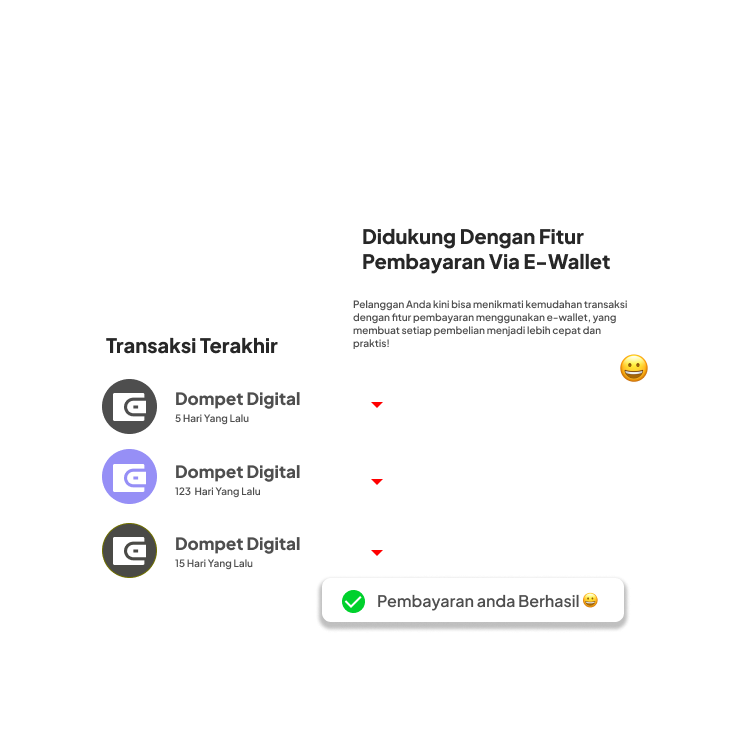 Didukung Dengan Fitur
Pembayaran Via E-Wallet
Pelanggan Anda kini bisa menikmati kemudahan transaksi
dengan fitur pembayaran menggunakan e-wallet, yang
membuat setiap pembelian menjadi lebih cepat dan
praktis!
Transaksi Terakhir
Dompet Digital
5 Hari Yang Lalu
Dompet Digital
123 Hari Yang Lalu
Dompet Digital
15 Hari Yang Lalu
Pembayaran anda Berhasil 😀